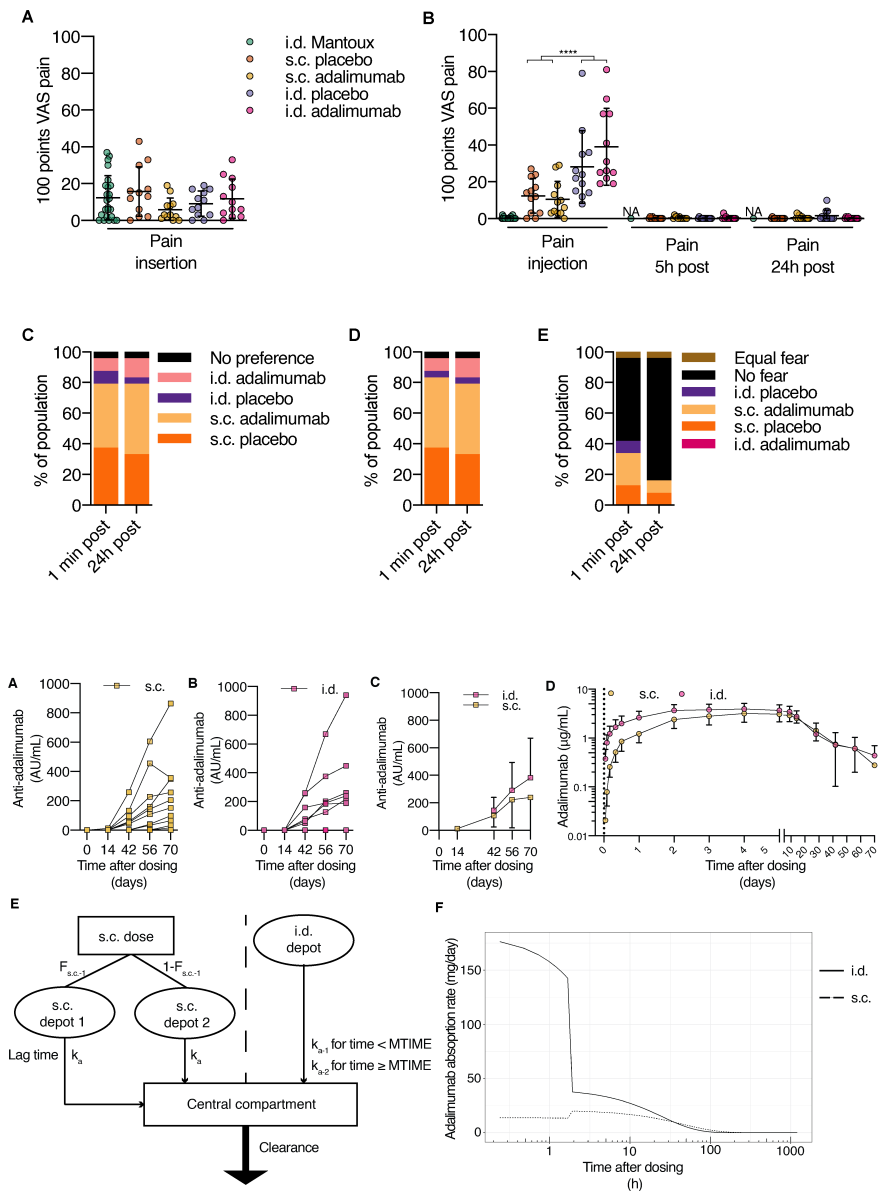 A
100
80
60
40
20
0
100 points VAS pain
Pain
insertion
i.d. Mantoux
s.c. placebo
s.c. adalimumab
i.d. placebo
i.d. adalimumab
B
100
80
60
40
20
0
100 points VAS pain
****
NA
NA
Pain
injection
Pain
5h post
Pain
24h post
C
100
80
60
40
20
0
% of population
1 min post
24h post
No preference
i.d. adalimumab
i.d. placebo
s.c. adalimumab
s.c. placebo
D
100
80
60
40
20
0
% of population
1 min post
24h post
E
100
80
60
40
20
0
% of population
1 min post
24h post
Equal fear
No fear
i.d. placebo
s.c. adalimumab
s.c. placebo
i.d. adalimumab
A
s.c.
1000
800
600
400
200
0
Anti-adalimumab
(AU/mL)
0 14 42 56 70
Time after dosing
(days)
B
i.d.
1000
800
600
400
200
0
Anti-adalimumab
(AU/mL)
0 14 42 56 70
Time after dosing
(days)
C
i.d.
s.c.
1000
800
600
400
200
0
Anti-adalimumab
(AU/mL)
0 14 42 56 70
Time after dosing
(days)
D
s.c.
i.d.
10
1
0.1
0.01
Adalimumab (µg/mL)
0 1 2 3 4 5 10 20 30 40 50 60 70
Time after dosing
(days)
E
s.c. dose
F s.c.-1
1-F s.c.-1
s.c.
depot 1
s.c.
depot 2
i.d.
depot
Lag time
k a
k a
k a-1 for time < MTIME
k a-2 for time ≥ MTIME
Central compartment
Clearance
F
150
100
50
0
Adalimumab absoprtion rate (mg/day)
1 10 100 1000
Time after dosing
(h)
i.d.
s.c.